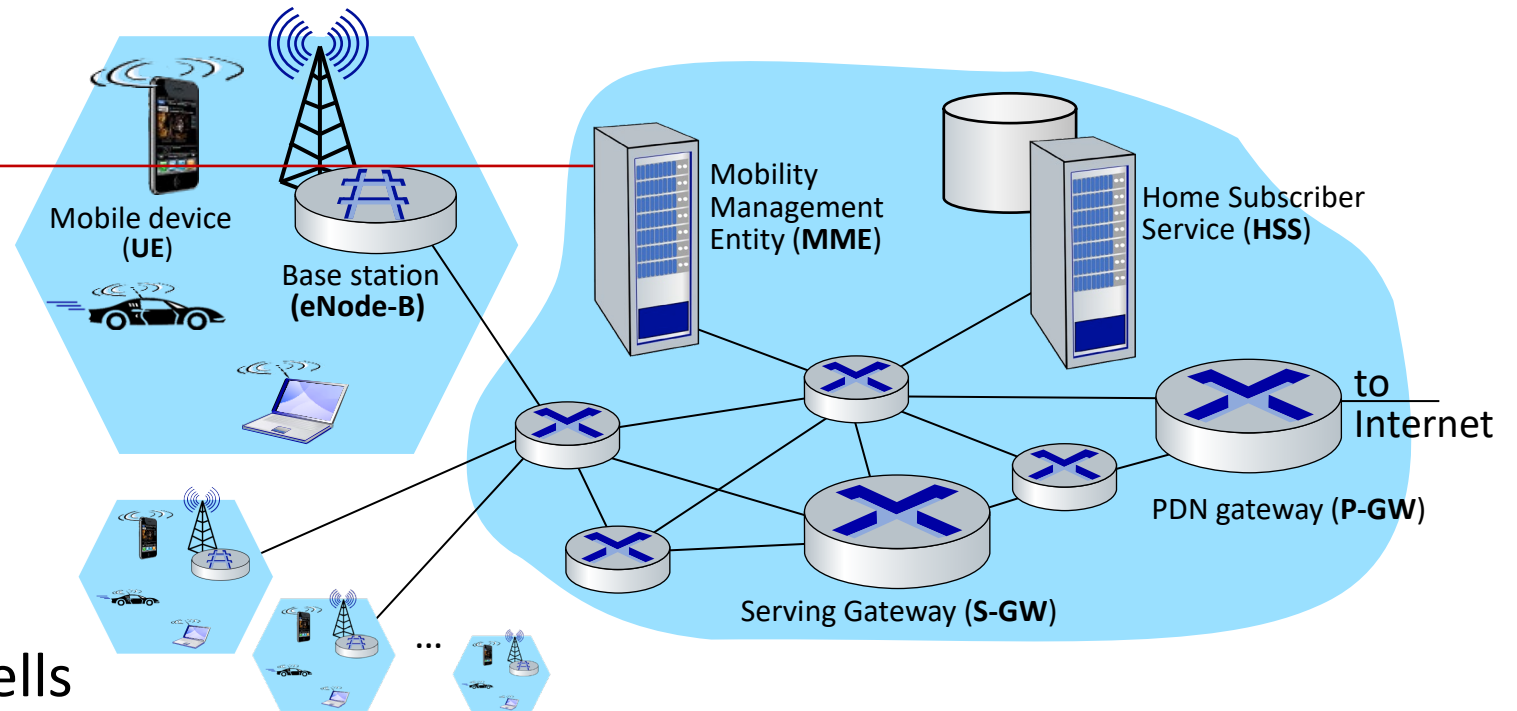 Mobile device
(UE)
Base station
(eNode-B)
Mobility
Management
Entity (MME)
Home Subscriber
Service (HSS)
to
Internet
PDN gateway (P-GW)
Serving Gateway (S-GW)
...
ells